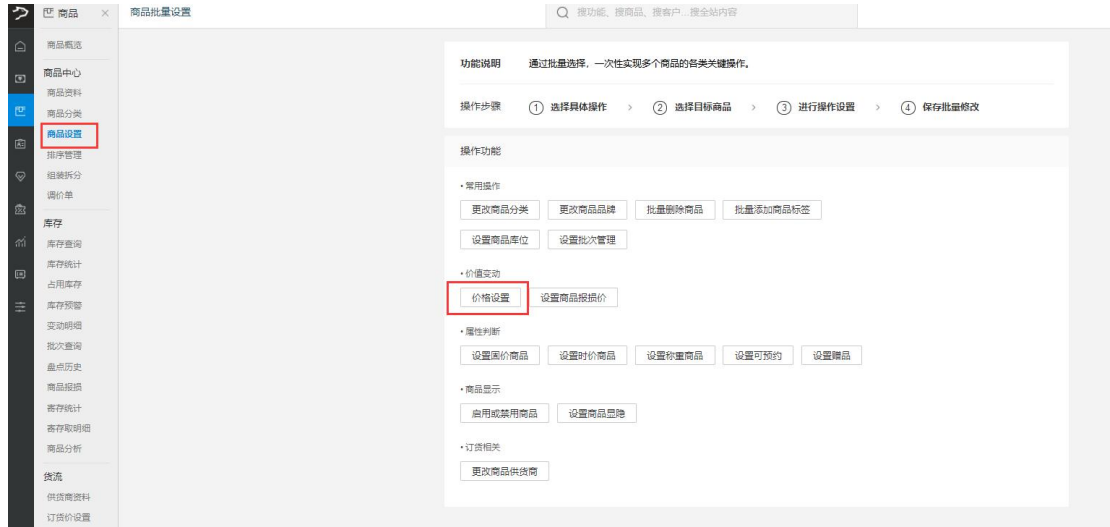 商品 × 商品批量设置 搜功能、搜商品、搜客户...搜全站内容
商品概览
商品中心
商品资料
商品分类
商品设置
排序管理
组装拆分
调价单
库存
库存查询
库存统计
占用库存
库存预警
变动明细
批次查询
盘点历史
商品报损
寄存统计
寄存取明细
商品分析
货流
供货商资料
订货价设置
功能说明 通过批量选择，一次性实现多个商品的各类关键操作。
操作步骤 1 选择具体操作 > 2 选择目标商品 > 3 进行操作设置 > 4 保存批量修改
操作功能
•常用操作
更改商品分类 更改商品品牌 批量删除商品 批量添加商品标签
设置商品库位 设置批次管理
•价值变动
价格设置 设置商品报损价
•属性判断
设置固价商品 设置时价商品 设置称重商品 设置可预约 设置赠品
•商品显示
启用或禁用商品 设置商品显隐
•订货相关
更改商品供货商